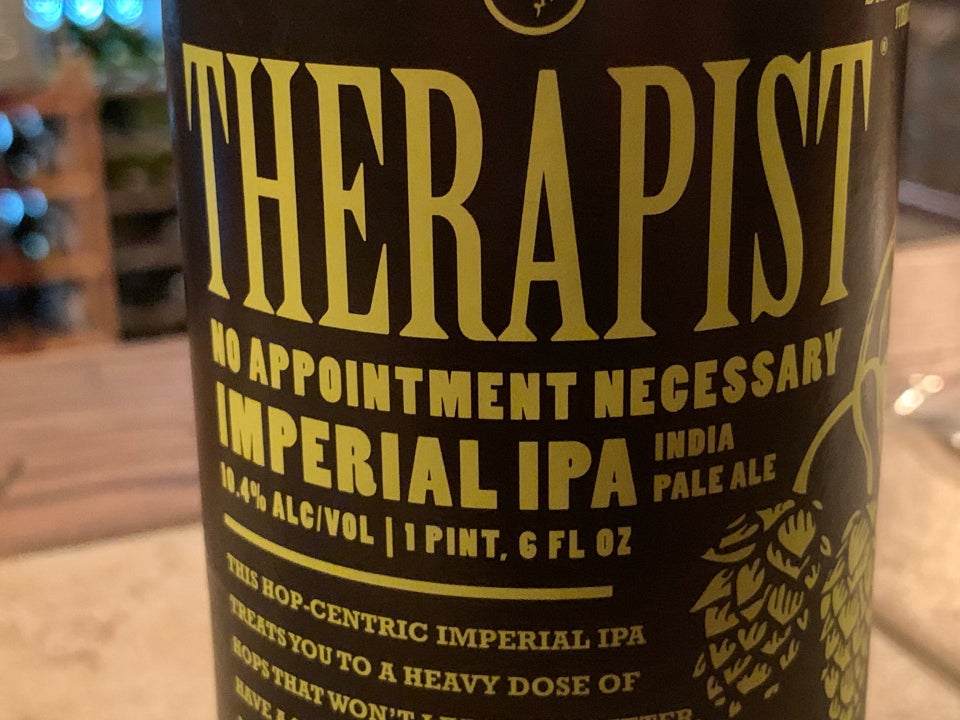 THERAPIST®
NO APPOINTMENT NECESSARY
IMPERIAL IPA
INDIA
PALE ALE
10.4% ALC/VOL | 1 PINT, 6 FL OZ
THIS HOP-CENTRIC IMPERIAL IPA
TREATS YOU TO A HEAVY DOSE OF
HOPS THAT WON'T
HAVE A